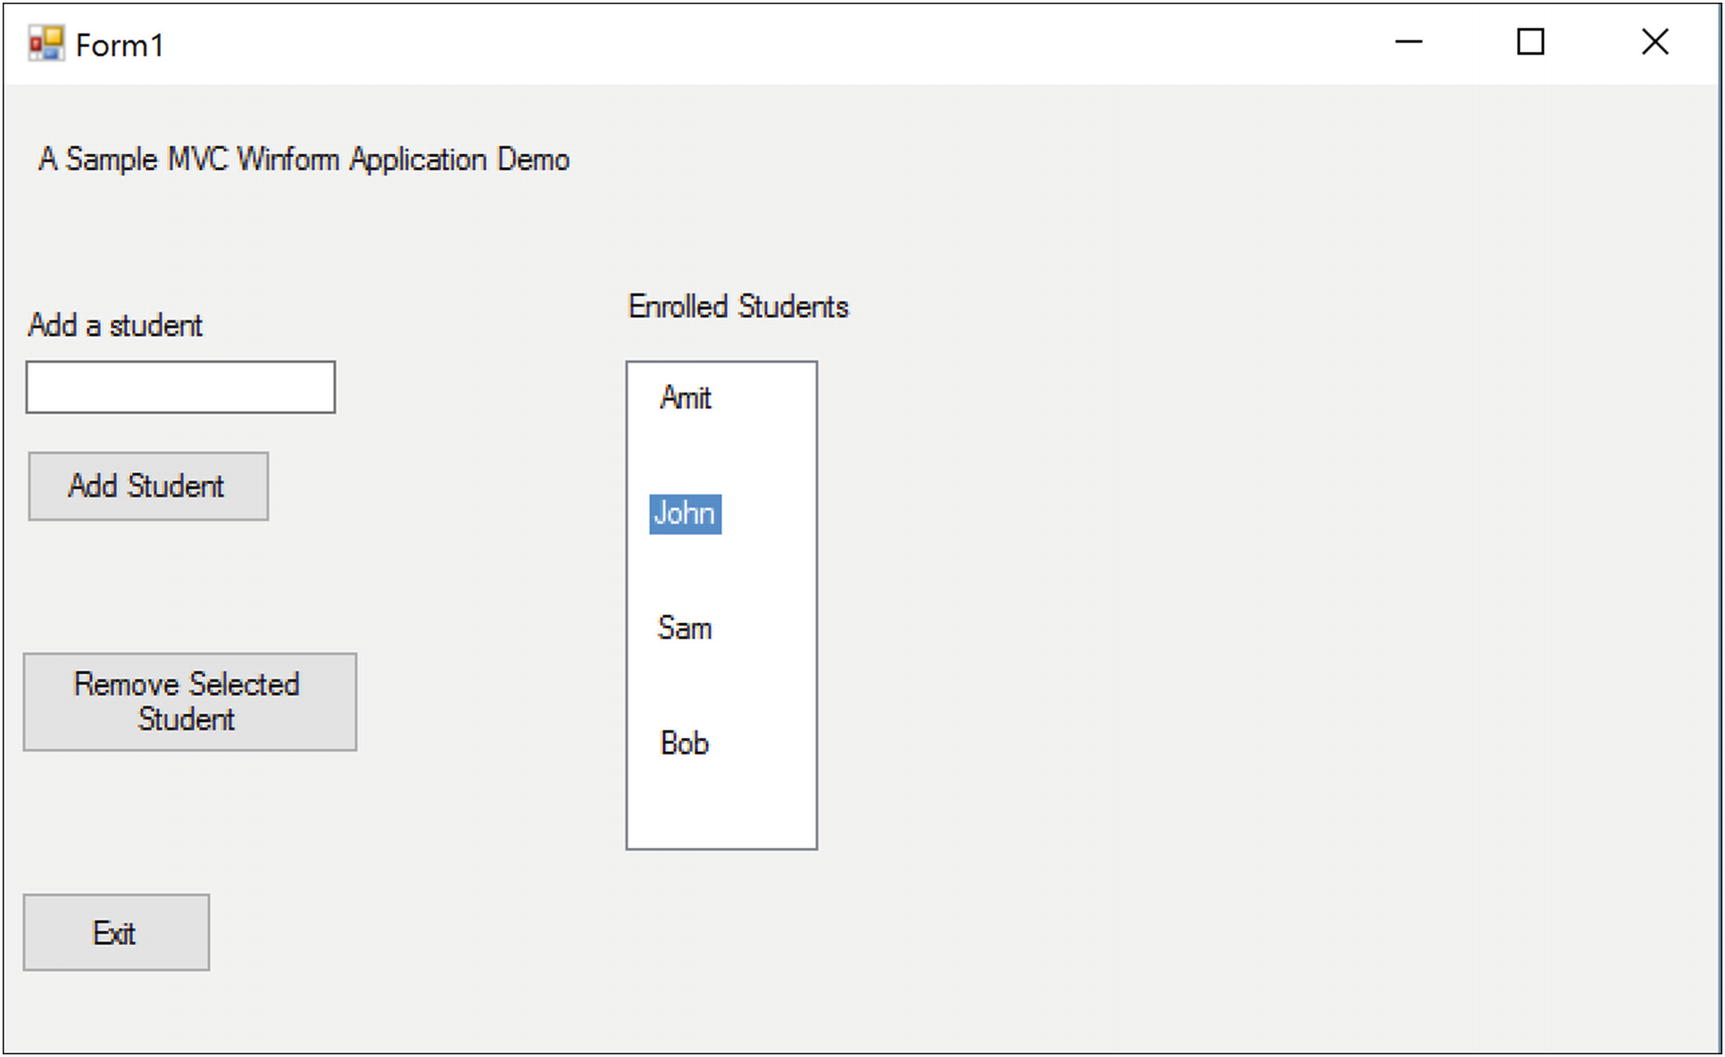 Form1
A Sample MVC Winform Application Demo
Add a student
Add Student
Remove Selected
Student
Exit
Enrolled Students
Amit
John
Sam
Bob